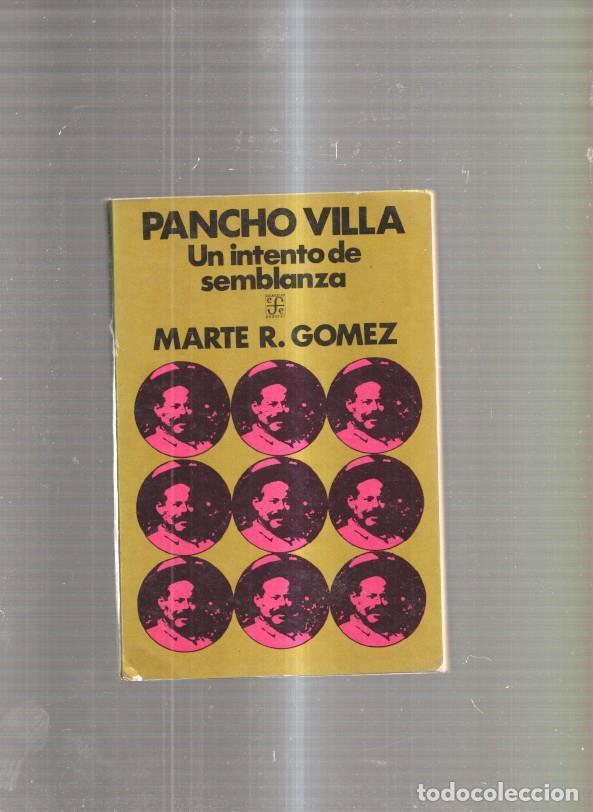 PANCHO VILLA
Un intento de
semblanza
MARTE R. GOMEZ
todocoleccion